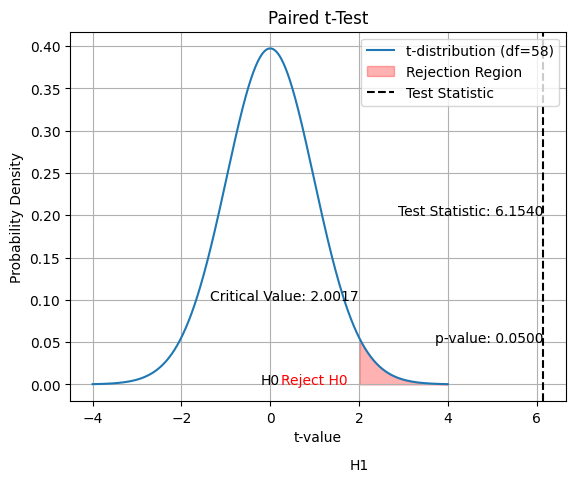 Paired t-Test
t-distribution (df=58)
Rejection Region
Test Statistic
0.40
0.35
0.30
0.25
0.20
0.15
0.10
0.05
0.00
Probability Density
Test Statistic: 6.1540
Critical Value: 2.0017
p-value: 0.0500
H0
Reject H0
−4
−2
0
2
4
6
t-value
H1